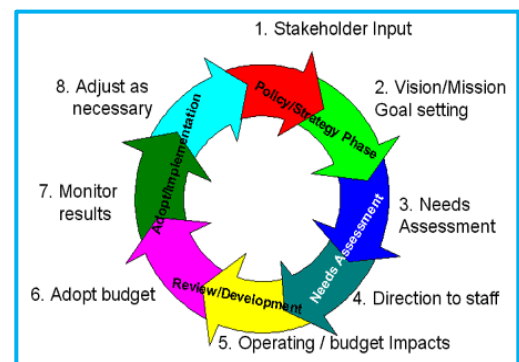 1. Stakeholder Input
2. Vision/Mission
Goal setting
3. Needs
Assessment
4. Direction to staff
5. Operating / budget Impacts
6. Adopt budget
7. Monitor
results
8. Adjust as
necessary
Policy/Strategy Phase
Needs Assessment
Review/Development
Adopt/Implementation